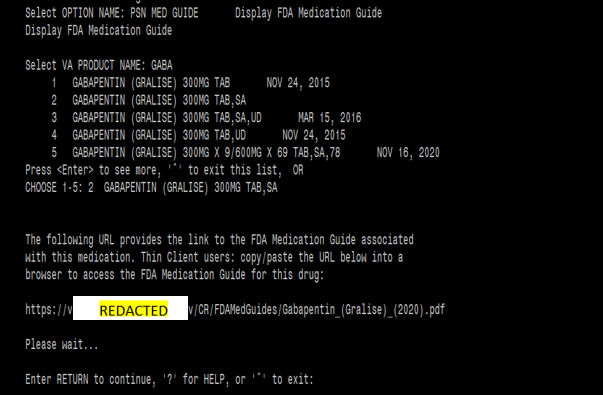 Select OPTION NAME: PSN MED GUIDE Display FDA Medication Guide
Display FDA Medication Guide
Select VA PRODUCT NAME: GABA
1 GABAPENTIN (GRALISE) 300MG TAB NOV 24, 2015
2 GABAPENTIN (GRALISE) 300MG TAB,SA
3 GABAPENTIN (GRALISE) 300MG TAB,SA,UD MAR 15, 2016
4 GABAPENTIN (GRALISE) 300MG TAB,UD NOV 24, 2015
5 GABAPENTIN (GRALISE) 300MG X 9/600MG X 69 TAB,SA,78 NOV 16, 2020
Press <Enter> to see more, '^' to exit this list, OR
CHOOSE 1-5: 2 GABAPENTIN (GRALISE) 300MG TAB,SA
The following URL provides the link to the FDA Medication Guide associated
with this medication. Thin Client users: copy/paste the URL below into a
browser to access the FDA Medication Guide for this drug:
https://v REDACTED v/CR/FDAMedGuides/Gabapentin_(Gralise)_(2020).pdf
Please wait...
Enter RETURN to continue, '?' for HELP, or '^' to exit: